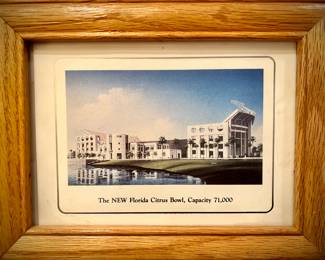 The NEW Florida Citrus Bowl, Capacity 71,000